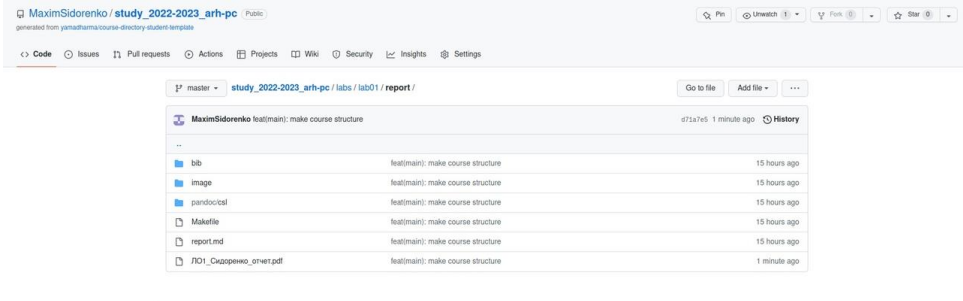 MaximSidorenko / study_2022-2023_arh-pc Public Pin Unwatch 1 Fork 0 Star 0
generated from yamadharma/course-directory-student-template
<> Code Issues Pull requests Actions Projects Wiki Security Insights Settings
master study_2022-2023_arh-pc / labs / lab01 / report / Go to file Add file ...
MaximSidorenko feat(main): make course structure d71a7e5 1 minute ago History
..
bib feat(main): make course structure 15 hours ago
image feat(main): make course structure 15 hours ago
pandoc/csl feat(main): make course structure 15 hours ago
Makefile feat(main): make course structure 15 hours ago
report.md feat(main): make course structure 15 hours ago
ЛО1_Сидоренко_отчет.pdf feat(main): make course structure 1 minute ago